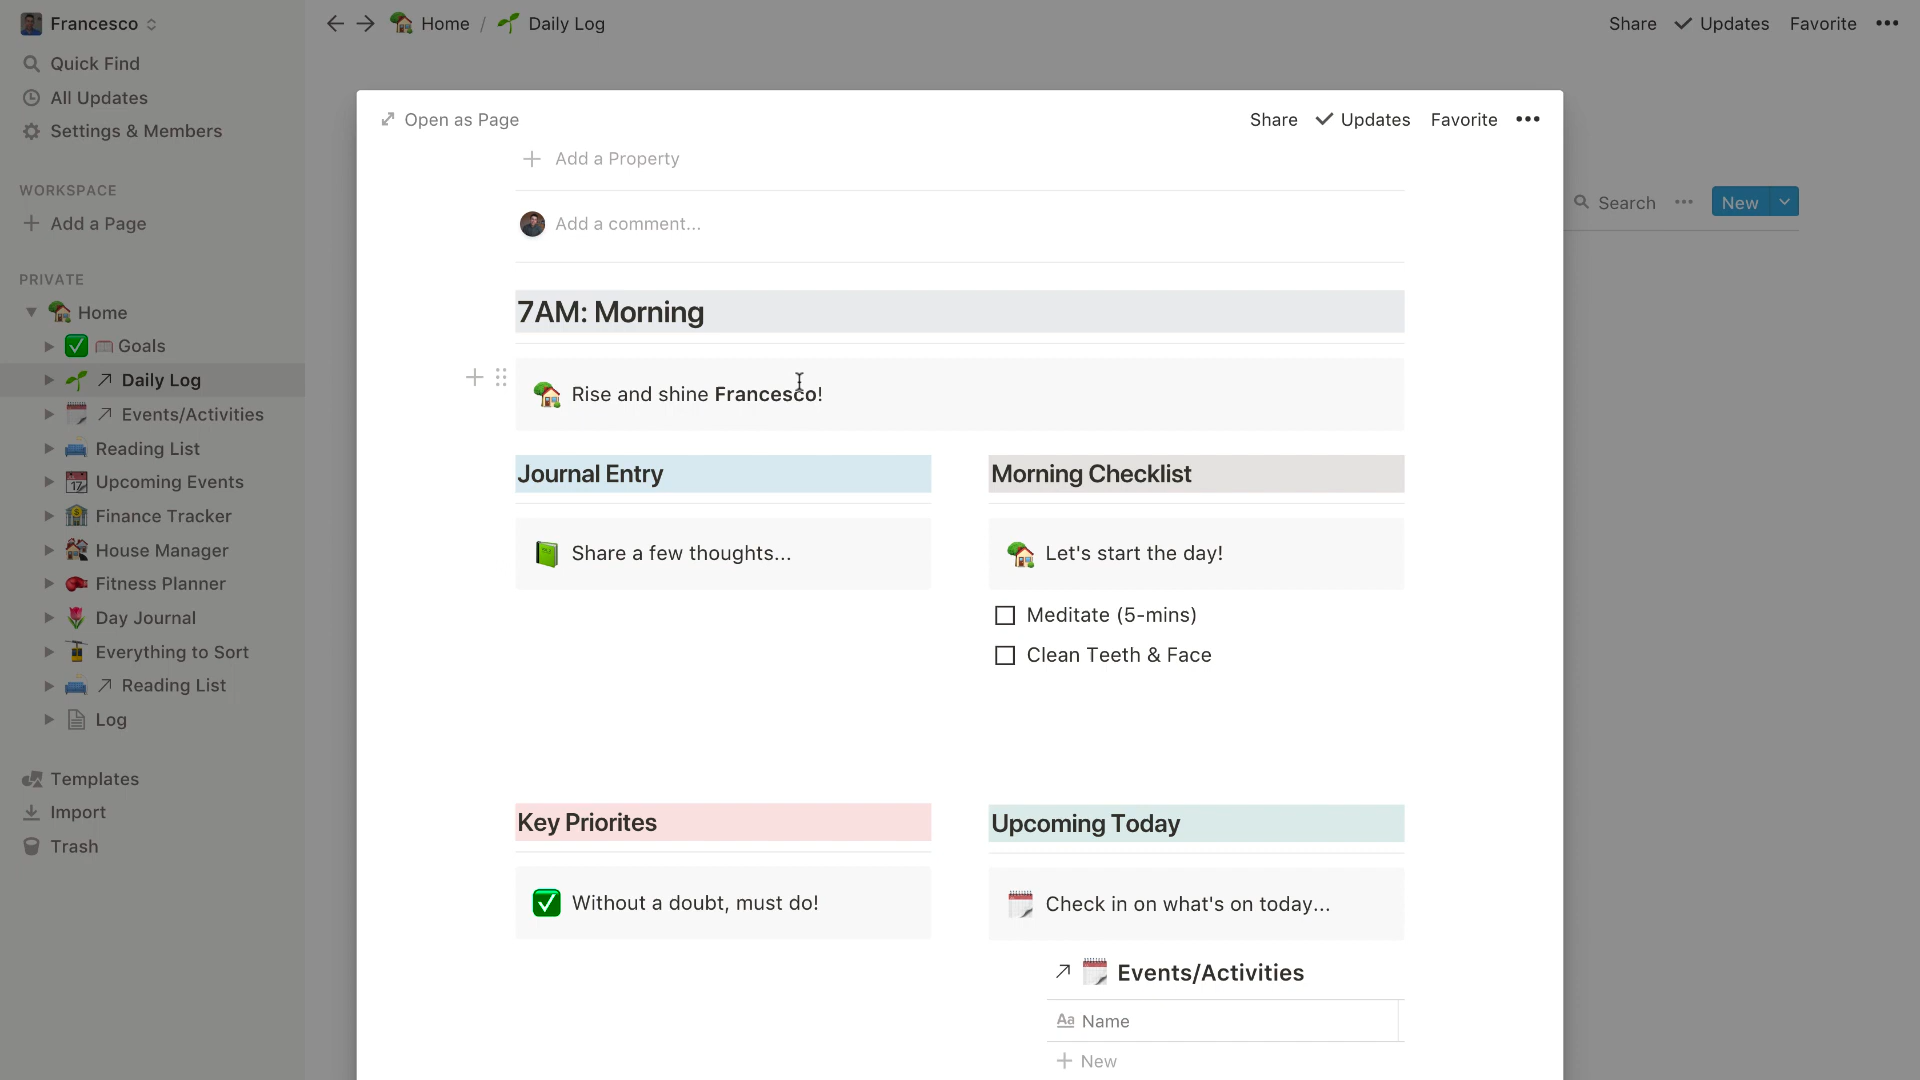 Francesco
Quick Find
All Updates
Settings & Members
WORKSPACE
Add a Page
PRIVATE
Home
Goals
Daily Log
Events/Activities
Reading List
Upcoming Events
Finance Tracker
House Manager
Fitness Planner
Day Journal
Everything to Sort
Reading List
Log
Templates
Import
Trash
Home / Daily Log
Share Updates Favorite
Search
New
Open as Page
Share Updates Favorite
Add a Property
Add a comment...
7AM: Morning
Rise and shine Francesco!
Journal Entry
Share a few thoughts...
Morning Checklist
Let's start the day!
Meditate (5-mins)
Clean Teeth & Face
Key Priorites
Without a doubt, must do!
Upcoming Today
Check in on what's on today...
Events/Activities
Aa Name
New